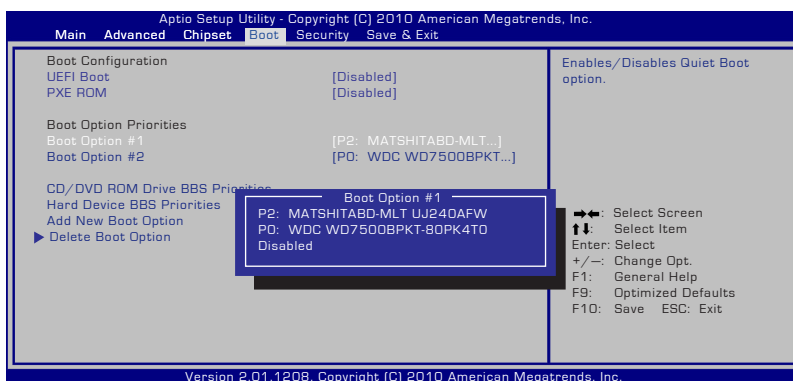 Aptio Setup Utility - Copyright (C) 2010 American Megatrends, Inc.
Main Advanced Chipset Boot Security Save & Exit
Boot Configuration
UEFI Boot [Disabled]
PXE ROM [Disabled]
Boot Option Priorities
Boot Option #1 [P2: MATSHITABD-MLT...]
Boot Option #2 [P0: WDC WD7500BPKT...]
CD/DVD ROM Drive BBS Priorities
Hard Device BBS Priorities
Add New Boot Option
Delete Boot Option
Boot Option #1
P2: MATSHITABD-MLT UJ240AFW
P0: WDC WD7500BPKT-80PK4T0
Disabled
Enables/Disables Quiet Boot
option.
→←: Select Screen
↑↓: Select Item
Enter: Select
+/—: Change Opt.
F1: General Help
F9: Optimized Defaults
F10: Save ESC: Exit
Version 2.01.1208. Copyright (C) 2010 American Megatrends, Inc.